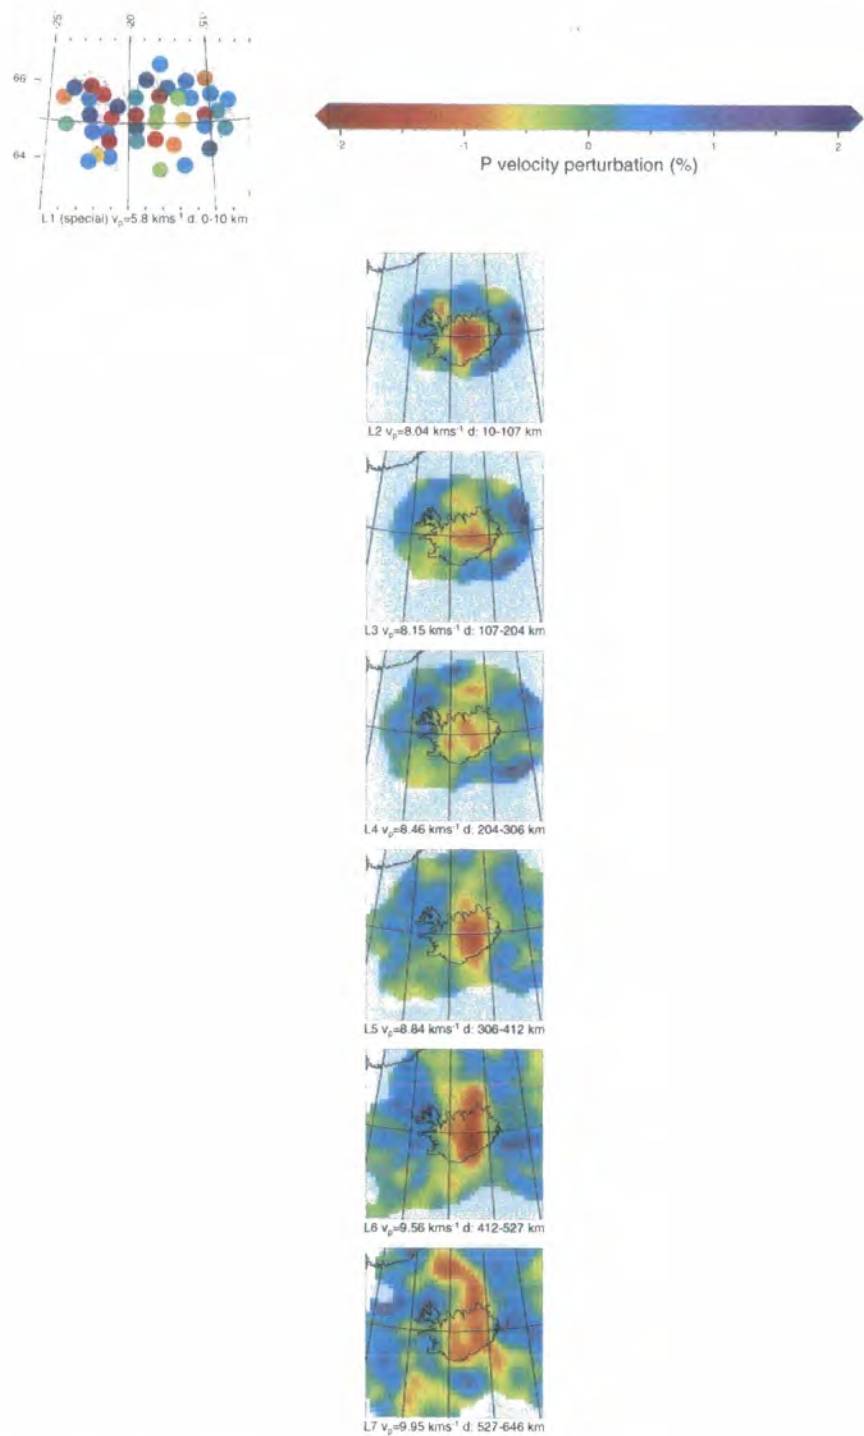 -25 -20 -15
66
64
L1 (special) vp=5.8 kms-1 d: 0-10 km
-2 -1 0 1 2
P velocity perturbation (%)
L2 vp=8.04 kms-1 d: 10-107 km
L3 vp=8.15 kms-1 d: 107-204 km
L4 vp=8.46 kms-1 d: 204-306 km
L5 vp=8.84 kms-1 d: 306-412 km
L6 vp=9.56 kms-1 d: 412-527 km
L7 vp=9.95 kms-1 d: 527-646 km